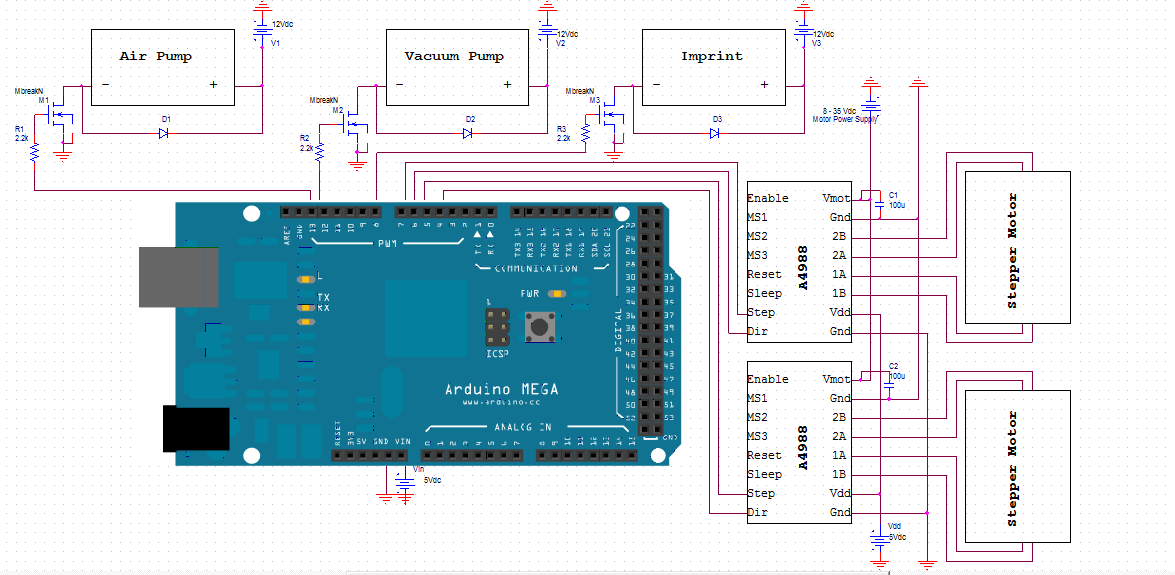 12Vdc
V1
12Vdc
V2
12Vdc
V3
Air Pump
- +
Vacuum Pump
- +
Imprint
- +
MbreakN
M1
MbreakN
M2
MbreakN
M3
R1
2.2k
R2
2.2k
R3
2.2k
D1
D2
D3
8 - 35 Vdc
Motor Power Supply
Enable
MS1
MS2
MS3
Reset
Sleep
Step
Dir
A4988
Vmot
Gnd
2B
2A
1A
1B
Vdd
Gnd
C1
100u
stepper Motor
Enable
MS1
MS2
MS3
Reset
Sleep
Step
Dir
A4988
Vmot
Gnd
2B
2A
1A
1B
Vdd
Gnd
C2
100u
stepper Motor
Vdd
5Vdc
AREF
GND
13
12
11
10
9
8
7
6
5
4
3
2
1
0
PWM
TX3 14
RX3 15
TX2 16
RX2 17
TX1 18
RX1 19
SDA 20
SCL 21
COMMUNICATION
L
TX
RX
PWR
1
ICSP
DIGITAL
22
24
26
28
30
32
34
36
38
40
42
44
46
48
50
52
31
33
35
37
39
41
43
45
47
49
51
53
GND
Arduino MEGA
www.arduino.cc
RESET
3V3
5V GND VIN
ANALOG IN
0
1
2
3
4
5
6
7
8
9
10
11
12
13
14
15
Vin
5Vdc